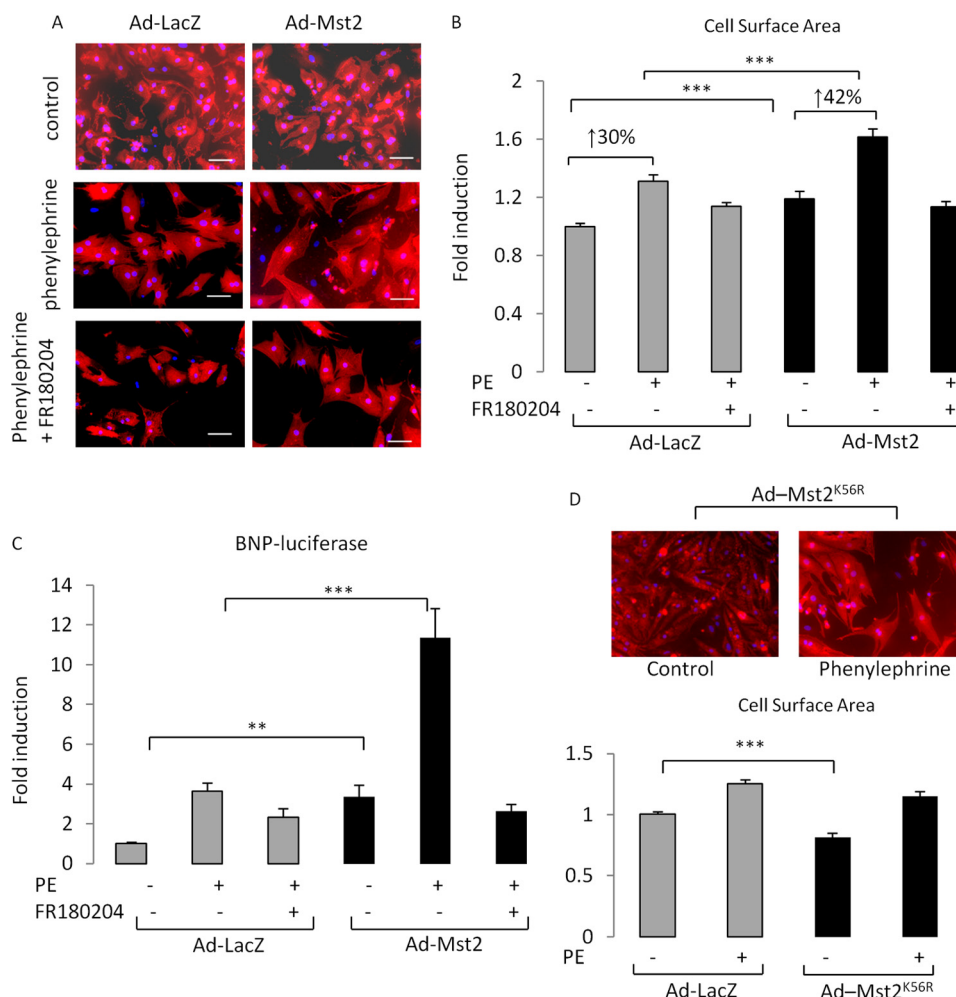 A
Ad-LacZ Ad-Mst2
control
phenylephrine
Phenylephrine
+ FR180204
B
Cell Surface Area
Fold induction
2
1.6
1.2
0.8
0.4
0
***
***
↑30%
↑42%
PE - + + - + +
FR180204 - - + - - +
Ad-LacZ Ad-Mst2
C
BNP-luciferase
Fold induction
14
12
10
8
6
4
2
0
***
**
PE - + + - + +
FR180204 - - + - - +
Ad-LacZ Ad-Mst2
D
Ad–Mst2K56R
Control Phenylephrine
Cell Surface Area
1.5
1
0.5
0
***
PE - + - +
Ad-LacZ Ad–Mst2K56R